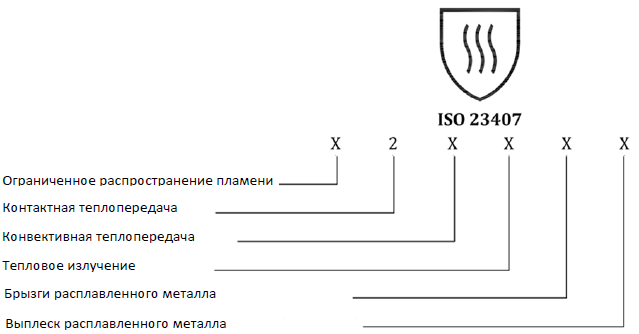 ISO 23407
X 2 X X X X
Ограниченное распространение пламени
Контактная теплопередача
Конвективная теплопередача
Тепловое излучение
Брызги расплавленного металла
Выплеск расплавленного металла